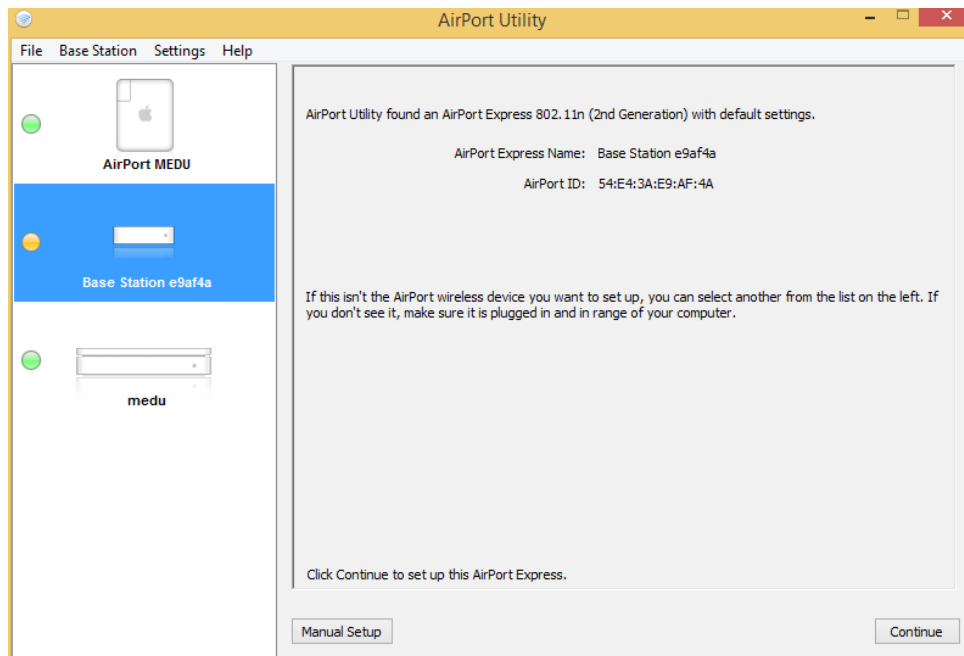 AirPort Utility
File Base Station Settings Help
AirPort MEDU
Base Station e9af4a
medu
AirPort Utility found an AirPort Express 802.11n (2nd Generation) with default settings.
AirPort Express Name: Base Station e9af4a
AirPort ID: 54:E4:3A:E9:AF:4A
If this isn't the AirPort wireless device you want to set up, you can select another from the list on the left. If
you don't see it, make sure it is plugged in and in range of your computer.
Click Continue to set up this AirPort Express.
Manual Setup Continue